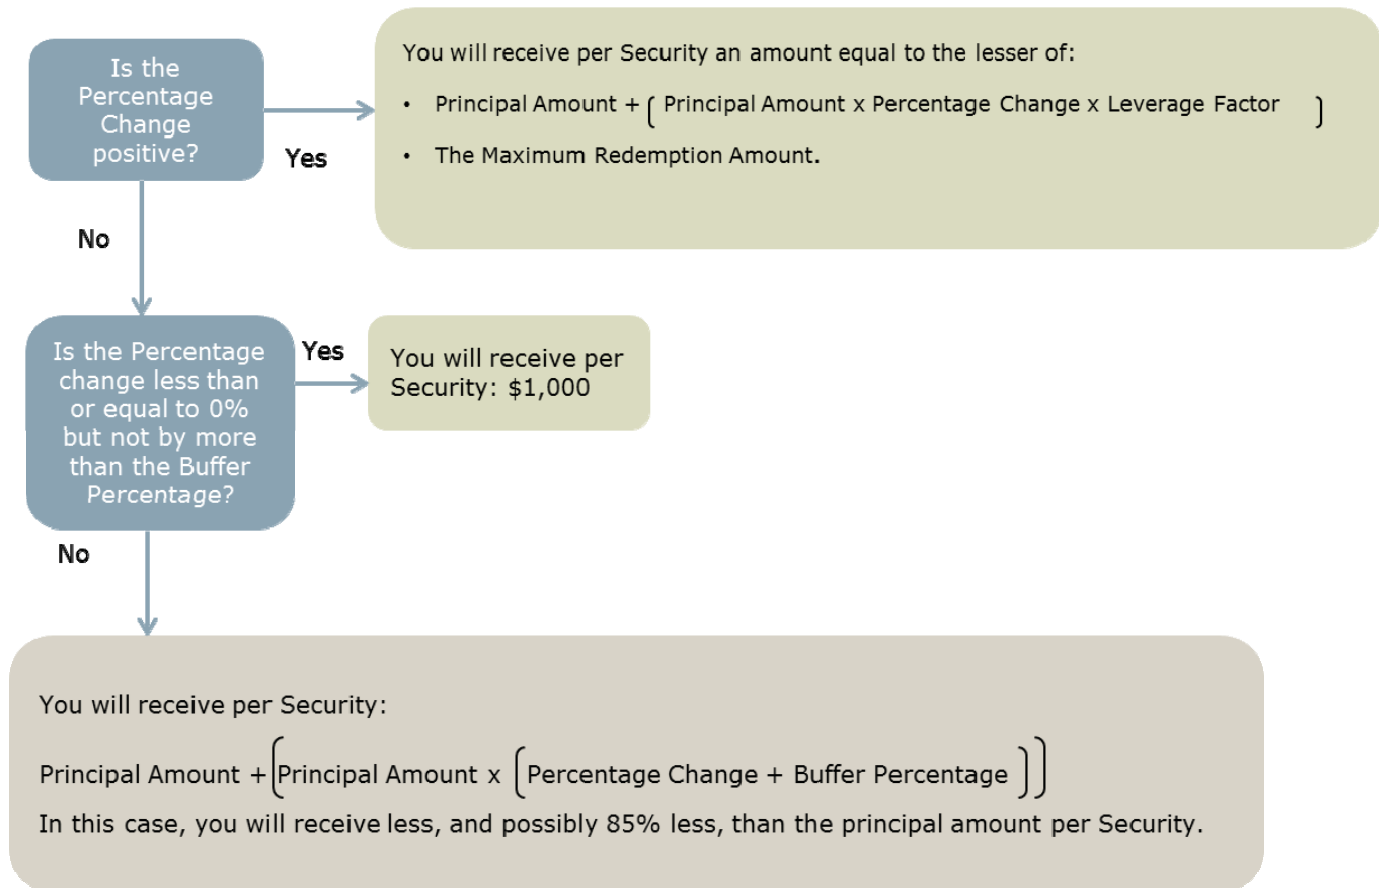 Is the
Percentage
Change
positive?
Yes
You will receive per Security an amount equal to the lesser of:
• Principal Amount + ( Principal Amount x Percentage Change x Leverage Factor )
• The Maximum Redemption Amount.
No
Is the Percentage
change less than
or equal to 0%
but not by more
than the Buffer
Percentage?
Yes
You will receive per
Security: $1,000
No
You will receive per Security:
Principal Amount + (Principal Amount x (Percentage Change + Buffer Percentage ))
In this case, you will receive less, and possibly 85% less, than the principal amount per Security.